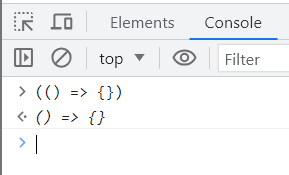 Elements Console
top Filter
> (() => {})
<· () => {}
>